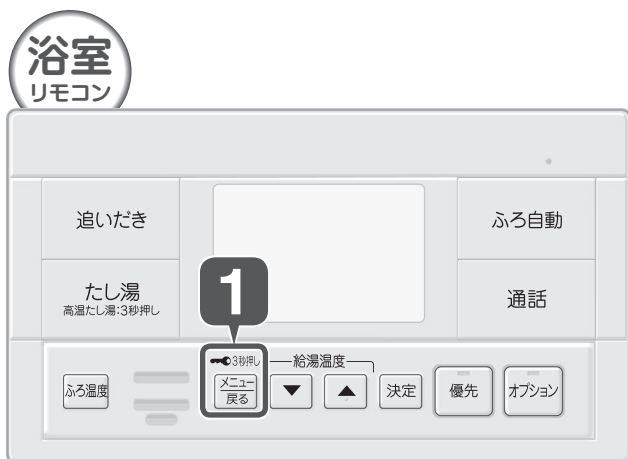 浴室
リモコン
追いだき
ふろ自動
たし湯
高温たし湯:3秒押し
1
通話
3秒押し
給湯温度
ふろ温度
メニュー
戻る
▼
▲
決定
優先
オプション